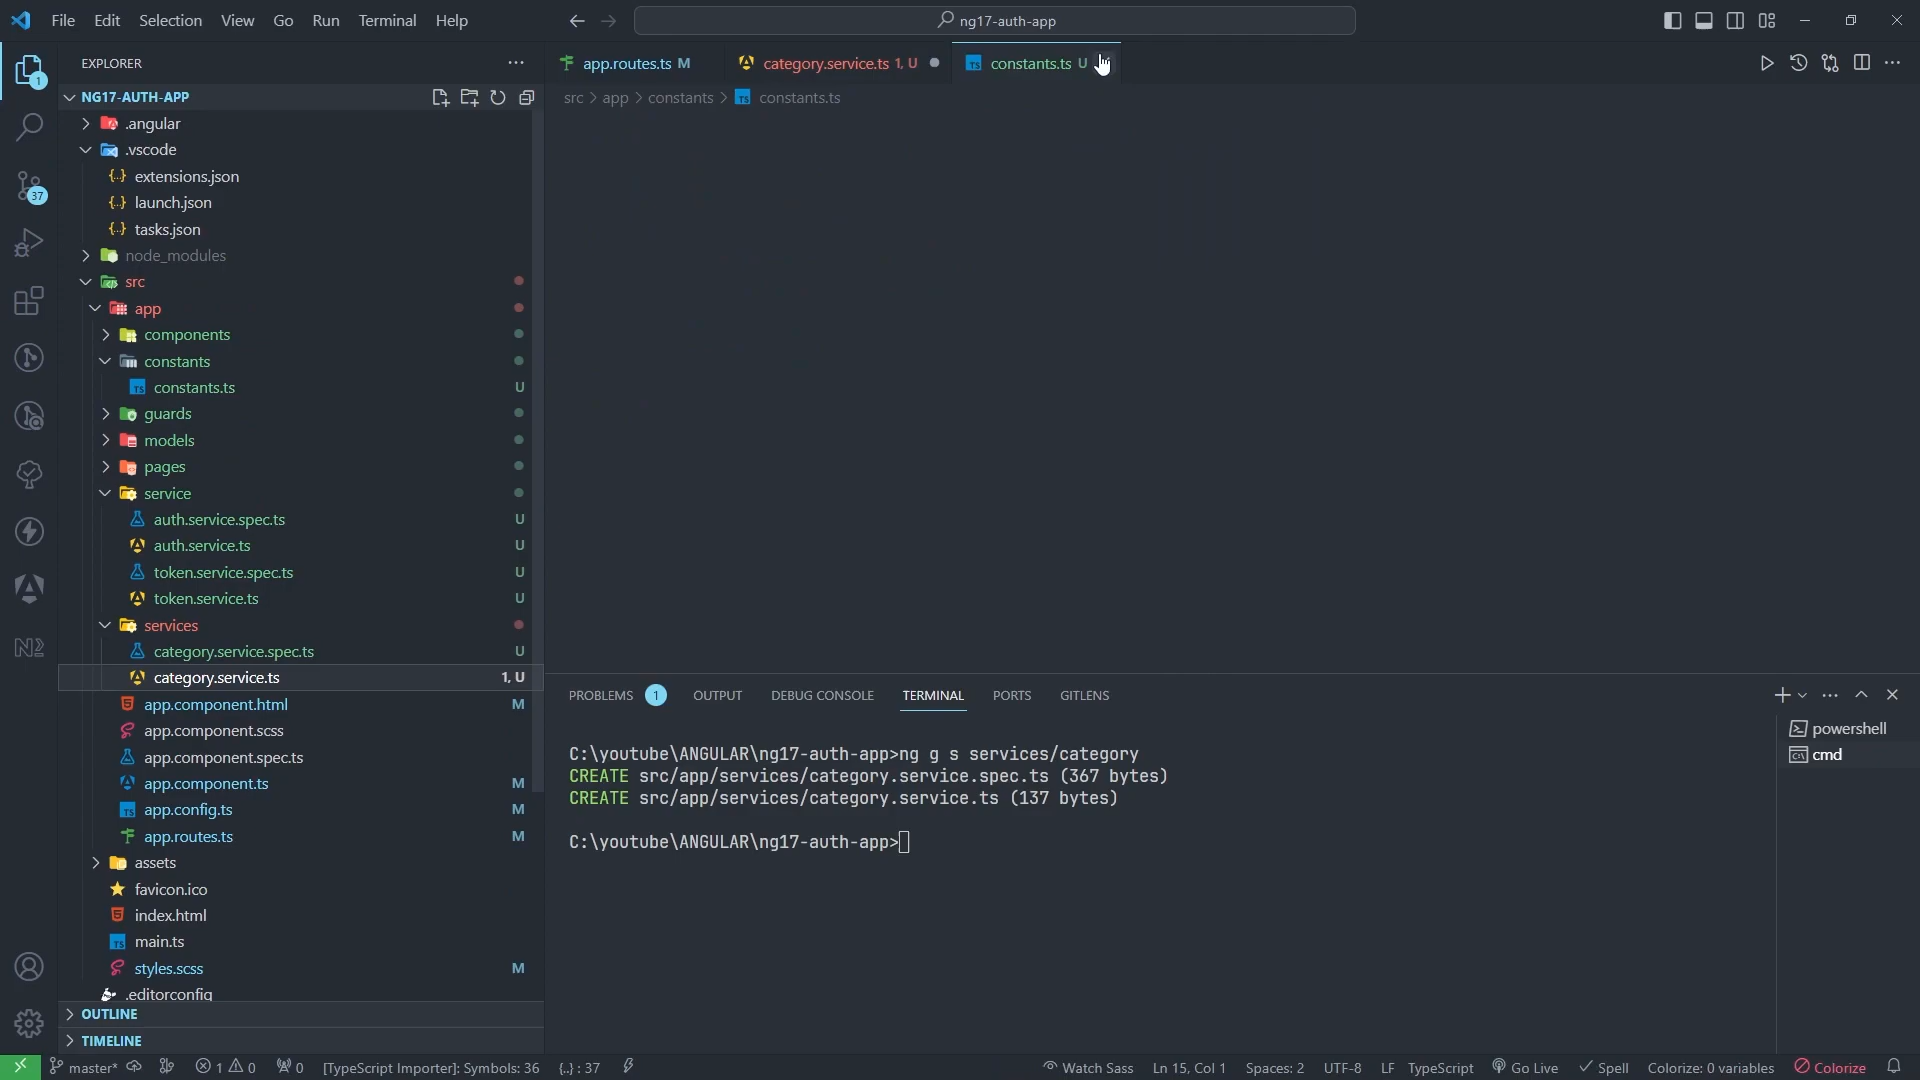 File Edit Selection View Go Run Terminal Help
ng17-auth-app
EXPLORER
NG17-AUTH-APP
.angular
.vscode
extensions.json
launch.json
tasks.json
node_modules
src
app
components
constants
constants.ts U
guards
models
pages
service
auth.service.spec.ts U
auth.service.ts U
token.service.spec.ts U
token.service.ts U
services
category.service.spec.ts U
category.service.ts 1, U
app.component.html M
app.component.scss
app.component.spec.ts
app.component.ts M
app.config.ts M
app.routes.ts M
assets
favicon.ico
index.html
main.ts
styles.scss M
.editorconfig
OUTLINE
TIMELINE
1
37
app.routes.ts M
category.service.ts 1, U
constants.ts U
src > app > constants > TS constants.ts
PROBLEMS 1 OUTPUT DEBUG CONSOLE TERMINAL PORTS GITLENS
C:\youtube\ANGULAR\ng17-auth-app>ng g s services/category
CREATE src/app/services/category.service.spec.ts (367 bytes)
CREATE src/app/services/category.service.ts (137 bytes)
C:\youtube\ANGULAR\ng17-auth-app>
powershell
cmd
master* 1 0 0 [TypeScript Importer]: Symbols: 36 {..} : 37
Watch Sass Ln 15, Col 1 Spaces: 2 UTF-8 LF TypeScript Go Live Spell Colorize: 0 variables Colorize